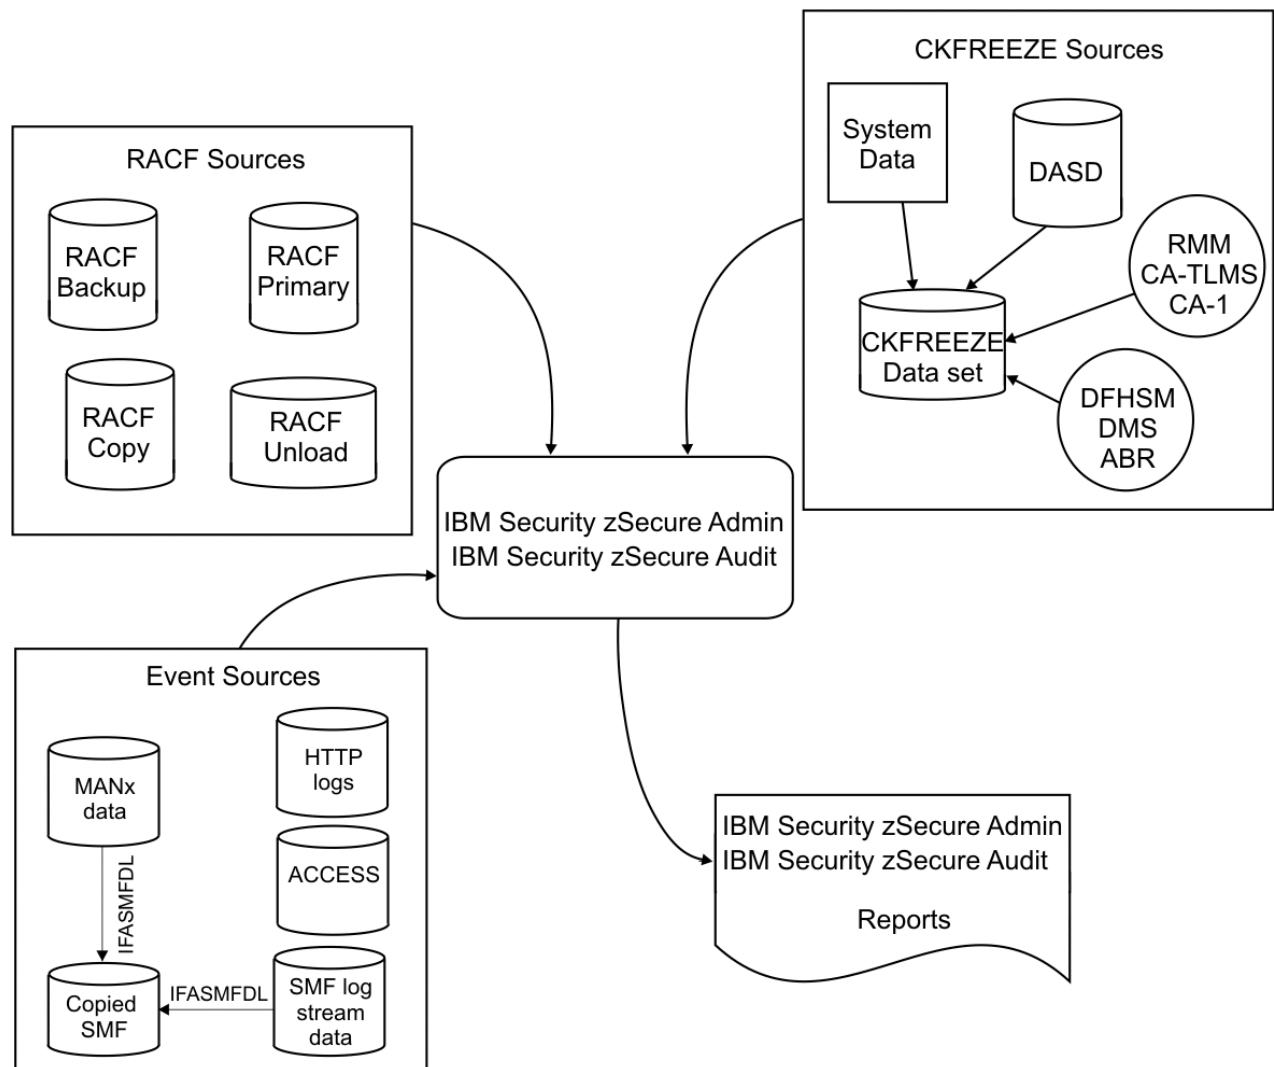 CKFREEZE Sources
System
Data
DASD
RMM
CA-TLMS
CA-1
CKFREEZE
Data set
DFHSM
DMS
ABR
RACF Sources
RACF
Backup
RACF
Primary
RACF
Copy
RACF
Unload
IBM Security zSecure Admin
IBM Security zSecure Audit
Event Sources
MANx
data
HTTP
logs
ACCESS
IFASMFDL
Copied
SMF
IFASMFDL
SMF log
stream
data
IBM Security zSecure Admin
IBM Security zSecure Audit
Reports